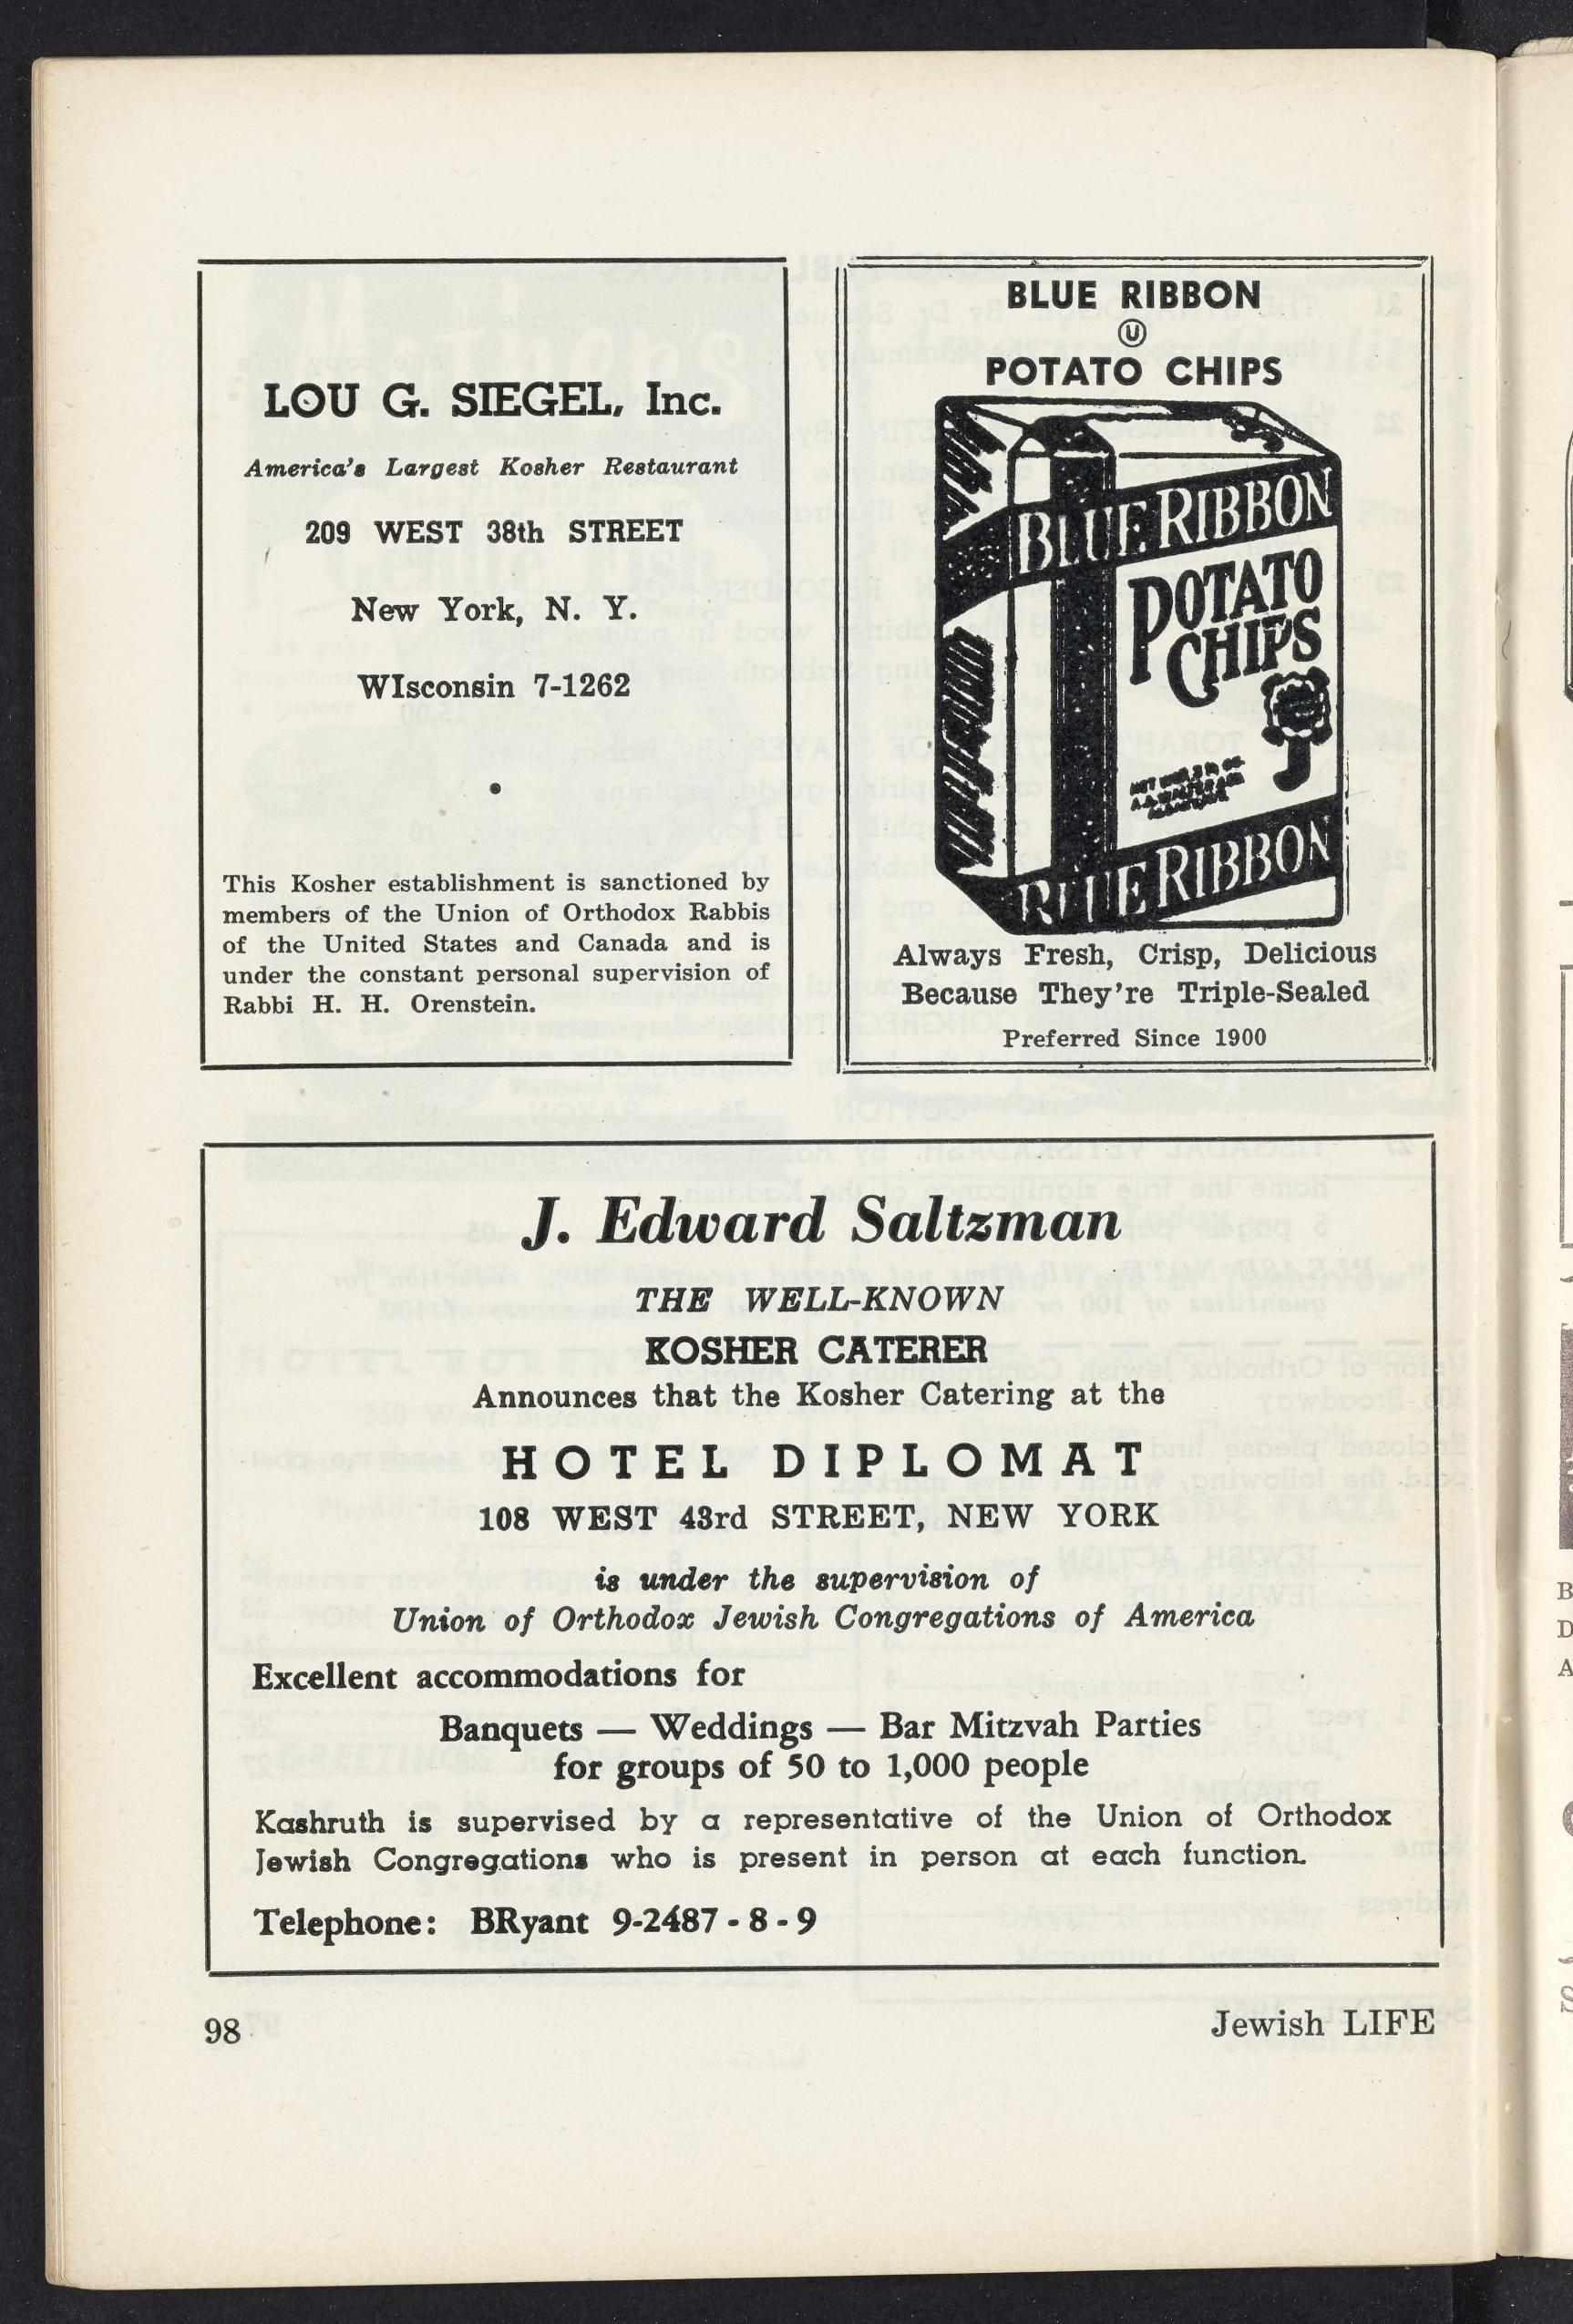 LOU G. SIEGEL, Inc.
America's Largest Kosher Restaurant
209 WEST 38th STREET
New York, N. Y.
WIsconsin 7-1262
•
This Kosher establishment is sanctioned by
members of the Union of Orthodox Rabbis
of the United States and Canada and is
under the constant personal supervision of
Rabbi H. H. Orenstein.
BLUE RIBBON
Ⓤ
POTATO CHIPS
BLUE RIBBON
POTATO
CHIPS
BLUE RIBBON
Always Fresh, Crisp, Delicious
Because They're Triple-Sealed
Preferred Since 1900
J. Edward Saltzman
THE WELL-KNOWN
KOSHER CATERER
Announces that the Kosher Catering at the
HOTEL DIPLOMAT
108 WEST 43rd STREET, NEW YORK
is under the supervision of
Union of Orthodox Jewish Congregations of America
Excellent accommodations for
Banquets — Weddings — Bar Mitzvah Parties
for groups of 50 to 1,000 people
Kashruth is supervised by a representative of the Union of Orthodox
Jewish Congregations who is present in person at each function.
Telephone: BRyant 9-2487 - 8 - 9
98
Jewish LIFE